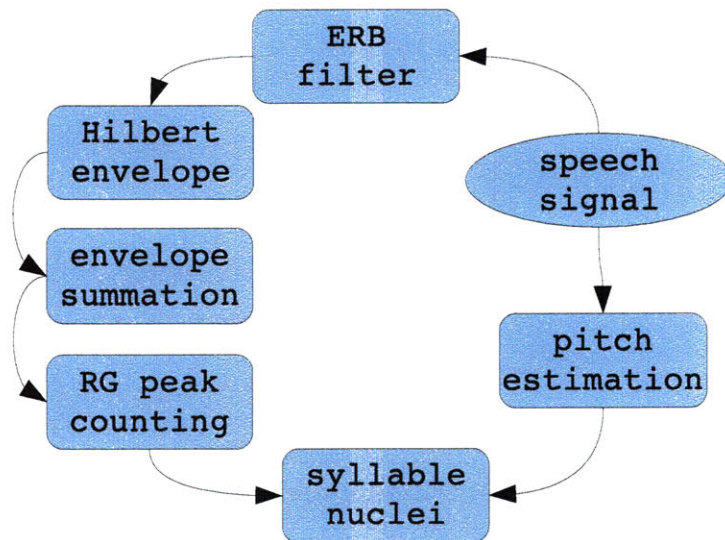 ERB
filter
Hilbert
envelope
speech
signal
envelope
summation
pitch
estimation
RG peak
counting
syllable
nuclei